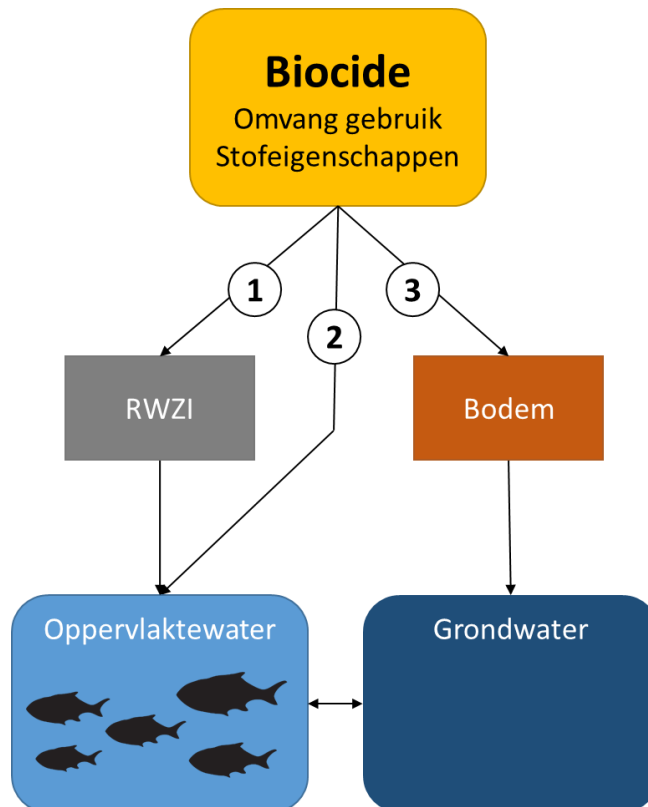 Biocide
Omvang gebruik
Stofeigenschappen
1
2
3
RWZI
Bodem
Oppervlaktewater
Grondwater